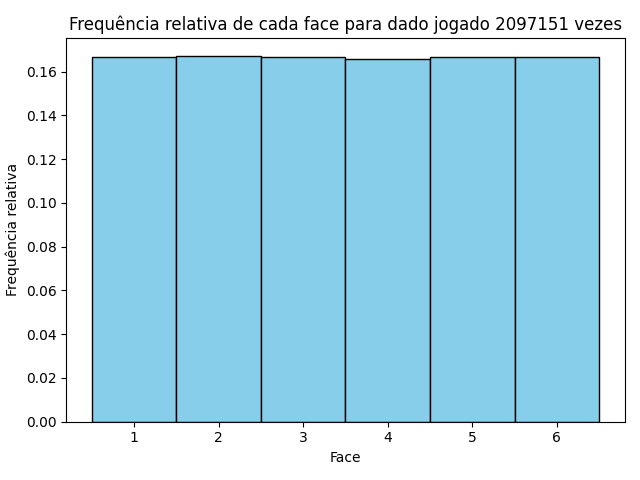 Frequência relativa de cada face para dado jogado 2097151 vezes
0.16
0.14
0.12
0.10
0.08
0.06
0.04
0.02
0.00
Frequência relativa
1 2 3 4 5 6
Face